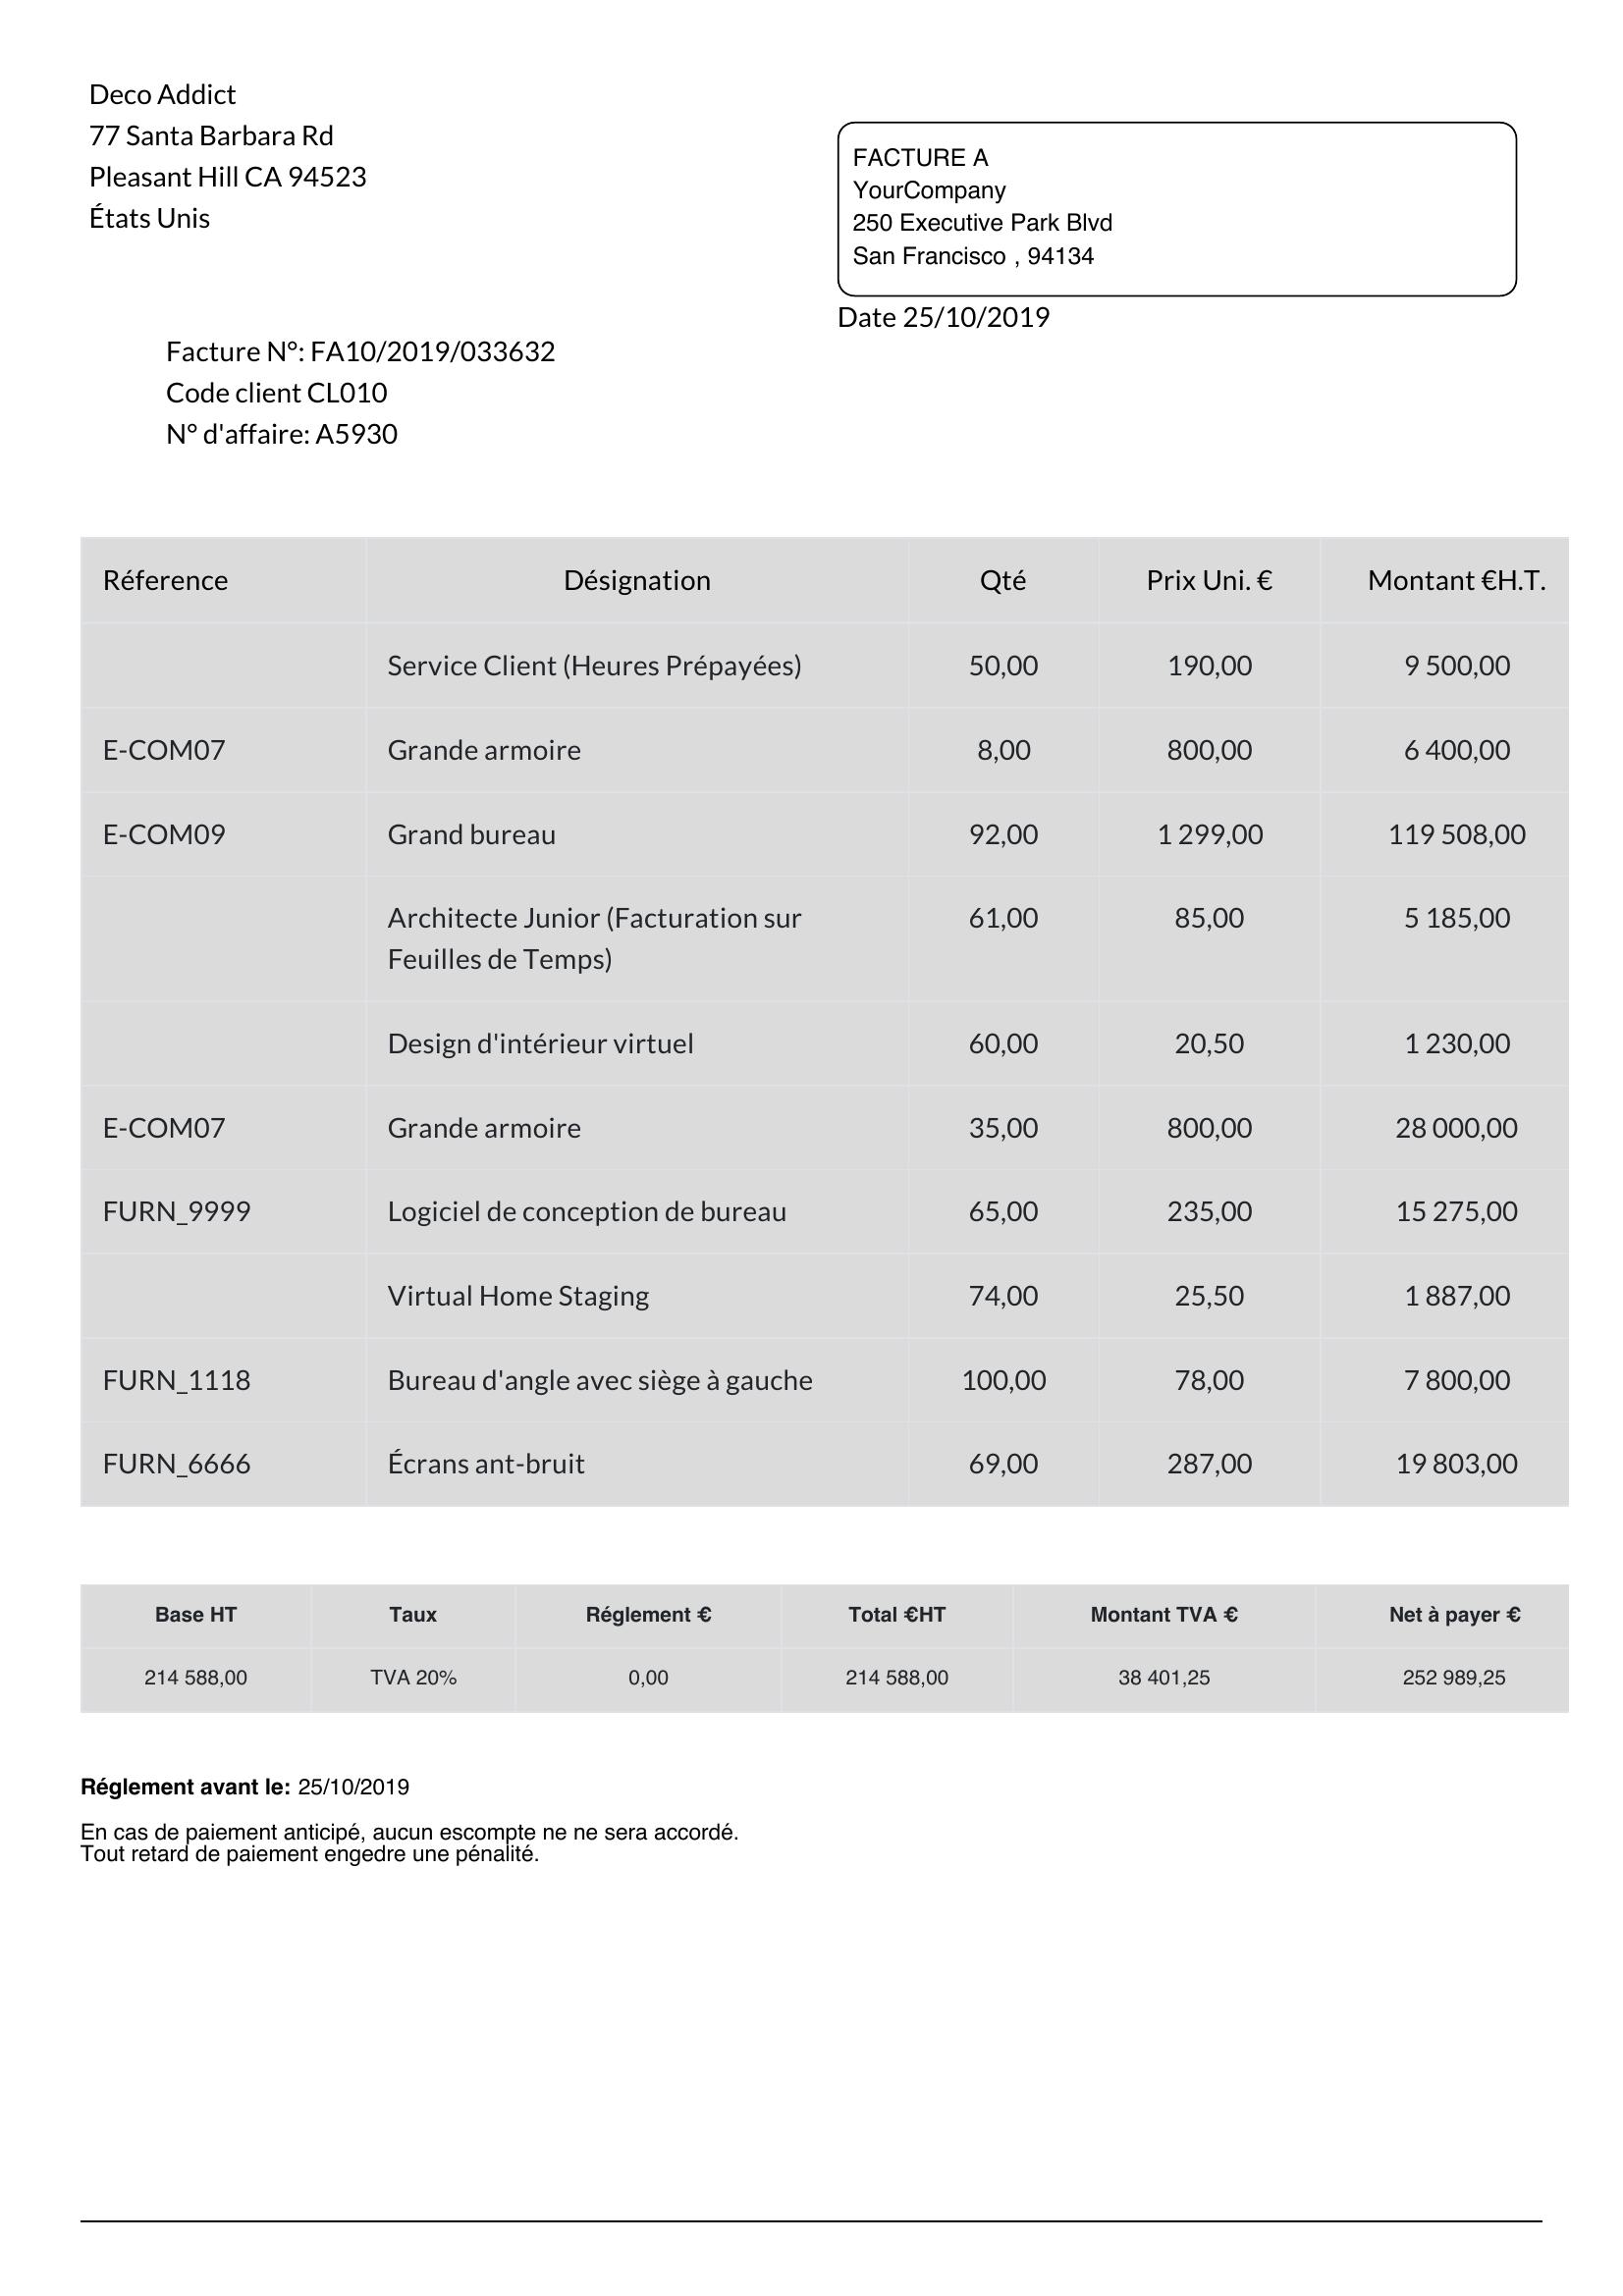 Deco Addict
77 Santa Barbara Rd
Pleasant Hill CA 94523
États Unis
FACTURE A
YourCompany
250 Executive Park Blvd
San Francisco , 94134
Date 25/10/2019
Facture N°: FA10/2019/033632
Code client CL010
N° d'affaire: A5930
Réference Désignation Qté Prix Uni. € Montant €H.T.
Service Client (Heures Prépayées) 50,00 190,00 9 500,00
E-COM07 Grande armoire 8,00 800,00 6 400,00
E-COM09 Grand bureau 92,00 1 299,00 119 508,00
Architecte Junior (Facturation sur 61,00 85,00 5 185,00
Feuilles de Temps)
Design d'intérieur virtuel 60,00 20,50 1 230,00
E-COM07 Grande armoire 35,00 800,00 28 000,00
FURN_9999 Logiciel de conception de bureau 65,00 235,00 15 275,00
Virtual Home Staging 74,00 25,50 1 887,00
FURN_1118 Bureau d'angle avec siège à gauche 100,00 78,00 7 800,00
FURN_6666 Écrans ant-bruit 69,00 287,00 19 803,00
Base HT Taux Réglement € Total €HT Montant TVA € Net à payer €
214 588,00 TVA 20% 0,00 214 588,00 38 401,25 252 989,25
Réglement avant le: 25/10/2019
En cas de paiement anticipé, aucun escompte ne ne sera accordé.
Tout retard de paiement engedre une pénalité.